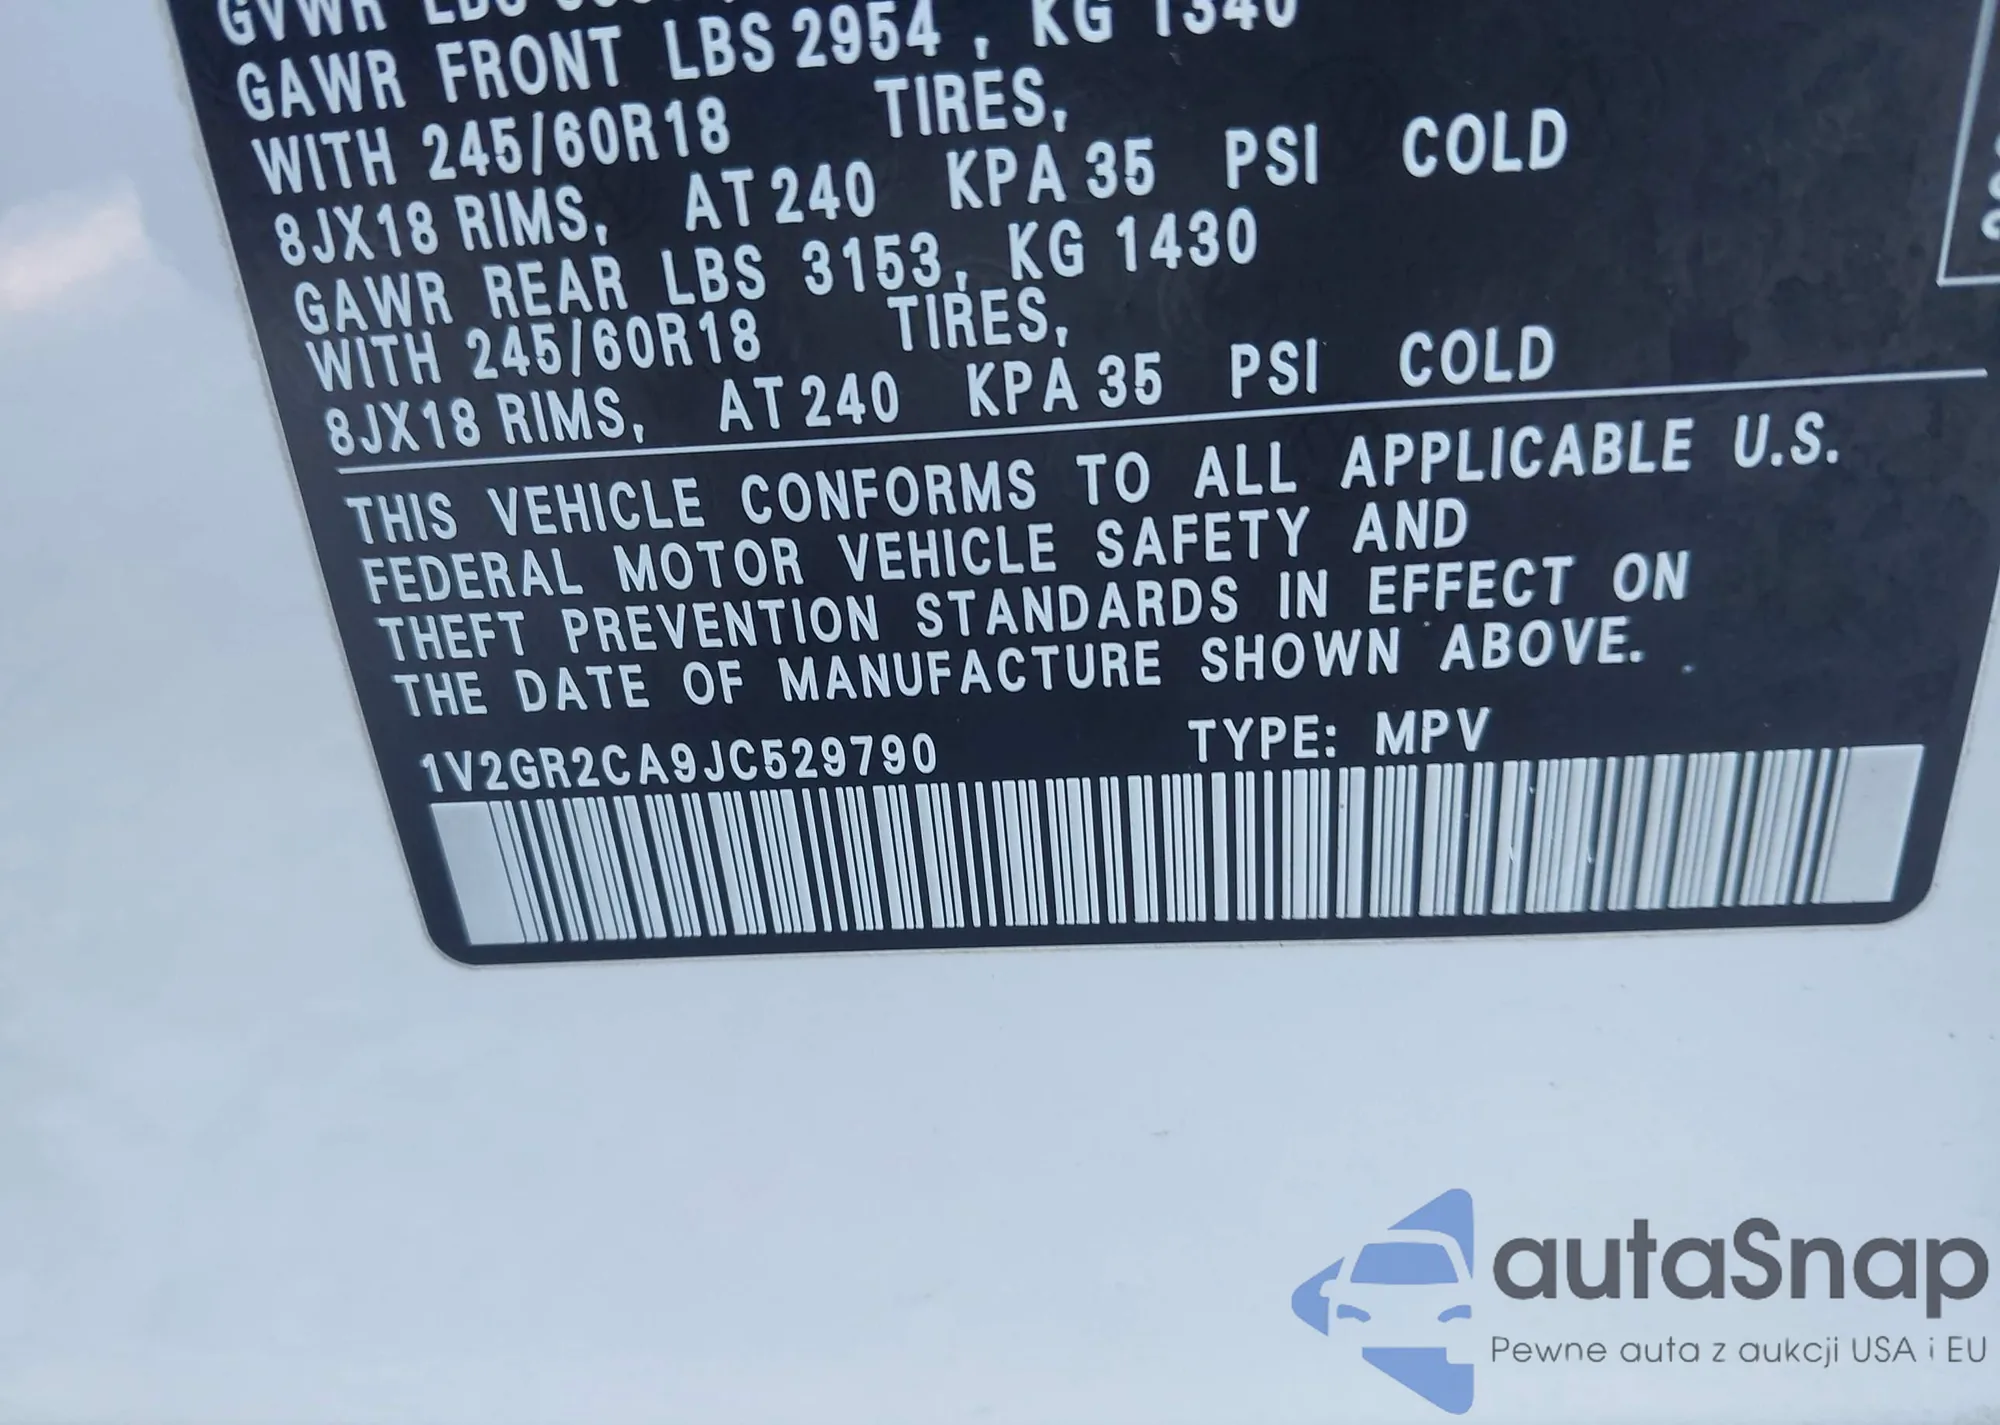 GVWR LBS
GAWR FRONT LBS 2954 , KG 1340
WITH 245/60R18 TIRES,
8JX18 RIMS, AT 240 KPA 35 PSI COLD
GAWR REAR LBS 3153, KG 1430
WITH 245/60R18 TIRES,
8JX18 RIMS, AT 240 KPA 35 PSI COLD
THIS VEHICLE CONFORMS TO ALL APPLICABLE U.S.
FEDERAL MOTOR VEHICLE SAFETY AND
THEFT PREVENTION STANDARDS IN EFFECT ON
THE DATE OF MANUFACTURE SHOWN ABOVE.
1V2GR2CA9JC529790 TYPE: MPV
autaSnap
Pewne auta z aukcji USA i EU